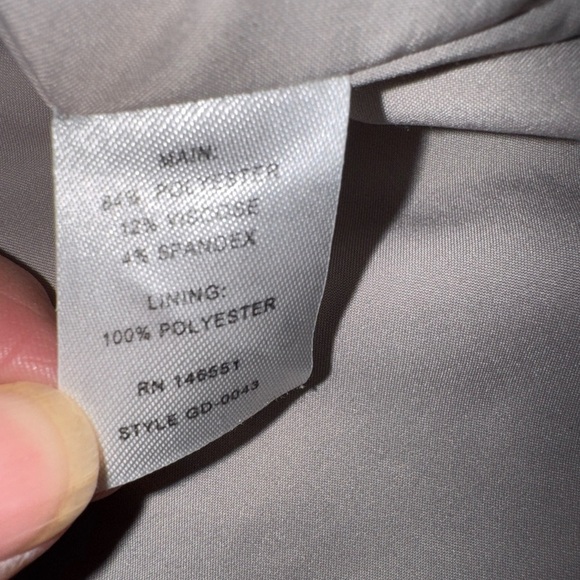 MAIN:
84% POLYESTER
12% VISCOSE
4% SPANDEX
LINING:
100% POLYESTER
RN 146551
STYLE GD-0043